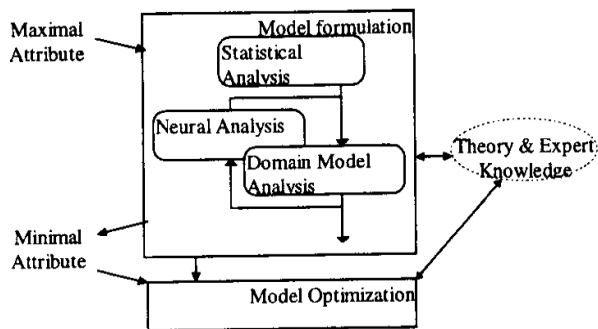 Maximal
Attribute
Model formulation
Statistical
Analysis
Neural Analysis
Domain Model
Analysis
Theory & Expert
Knowledge
Minimal
Attribute
Model Optimization